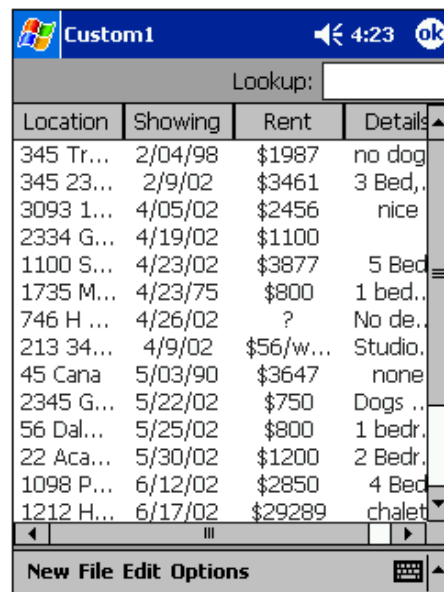 Custom1 4:23 ok
Lookup:
Location Showing Rent Details
345 Tr... 2/04/98 $1987 no dog
345 23... 2/9/02 $3461 3 Bed,..
3093 1... 4/05/02 $2456 nice
2334 G... 4/19/02 $1100
1100 S... 4/23/02 $3877 5 Bed
1735 M... 4/23/75 $800 1 bed..
746 H ... 4/26/02 ? No de..
213 34... 4/9/02 $56/w... Studio.
45 Cana 5/03/90 $3647 none
2345 G... 5/22/02 $750 Dogs ..
56 Dal... 5/25/02 $800 1 bedr.
22 Aca... 5/30/02 $1200 2 Bedr.
1098 P... 6/12/02 $2850 4 Bed
1212 H... 6/17/02 $29289 chalet
New File Edit Options